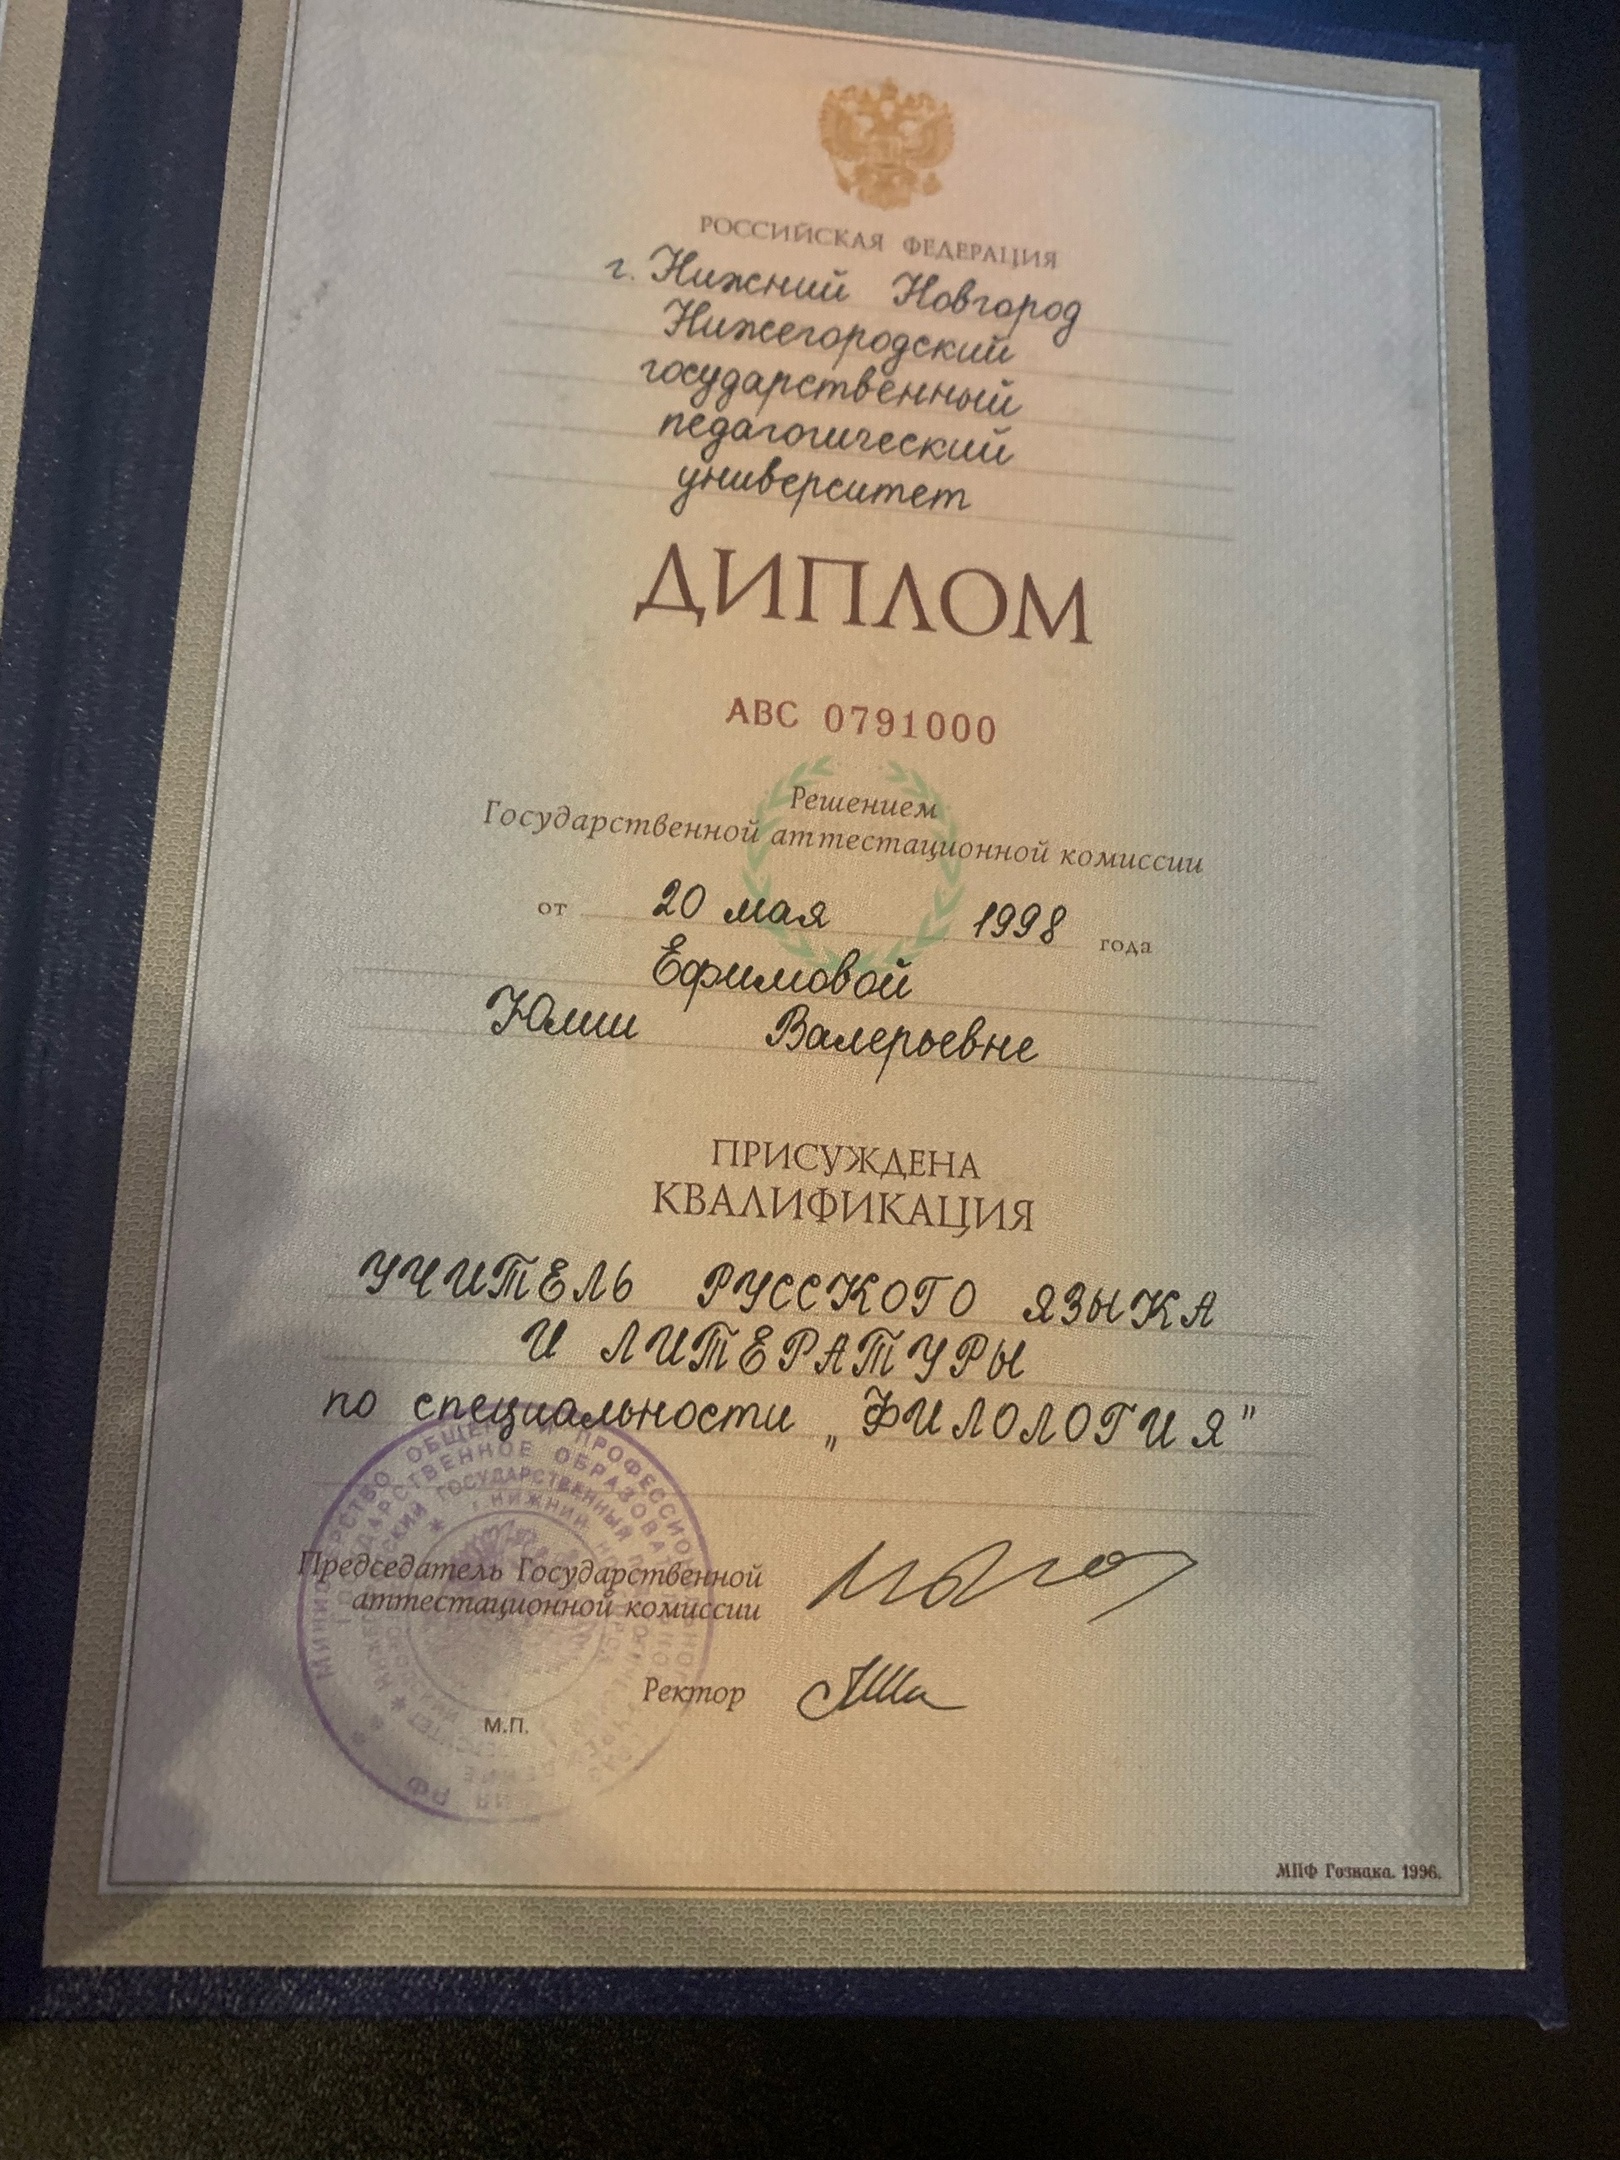 РОССИЙСКАЯ ФЕДЕРАЦИЯ
г. Нижний Новгород
Нижегородский
государственный
педагогический
университет
ДИПЛОМ
АВС 0791000
Решением
Государственной аттестационной комиссии
от 20 мая 1998 года
Ефимовой
Юлии Валерьевне
ПРИСУЖДЕНА
КВАЛИФИКАЦИЯ
УЧИТЕЛЬ РУССКОГО ЯЗЫКА
И ЛИТЕРАТУРЫ
по специальности „ФИЛОЛОГИЯ"
Председатель Государственной
аттестационной комиссии
Ректор
М.П.
МПФ Гознака. 1996.